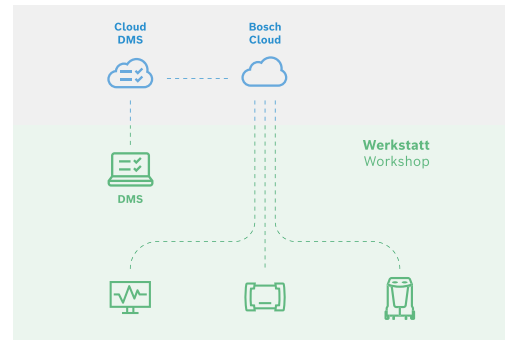 Cloud
DMS
Bosch
Cloud
Werkstatt
Workshop
DMS